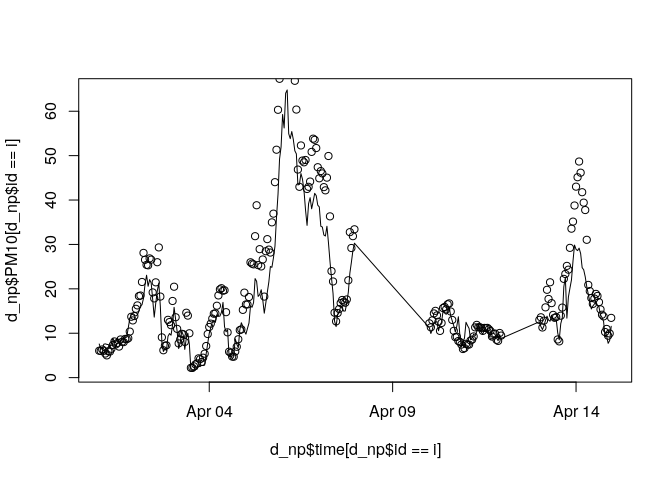 60
50
40
30
20
10
0
d_np$PM10[d_np$id == i]
Apr 04
Apr 09
Apr 14
d_np$time[d_np$id == i]